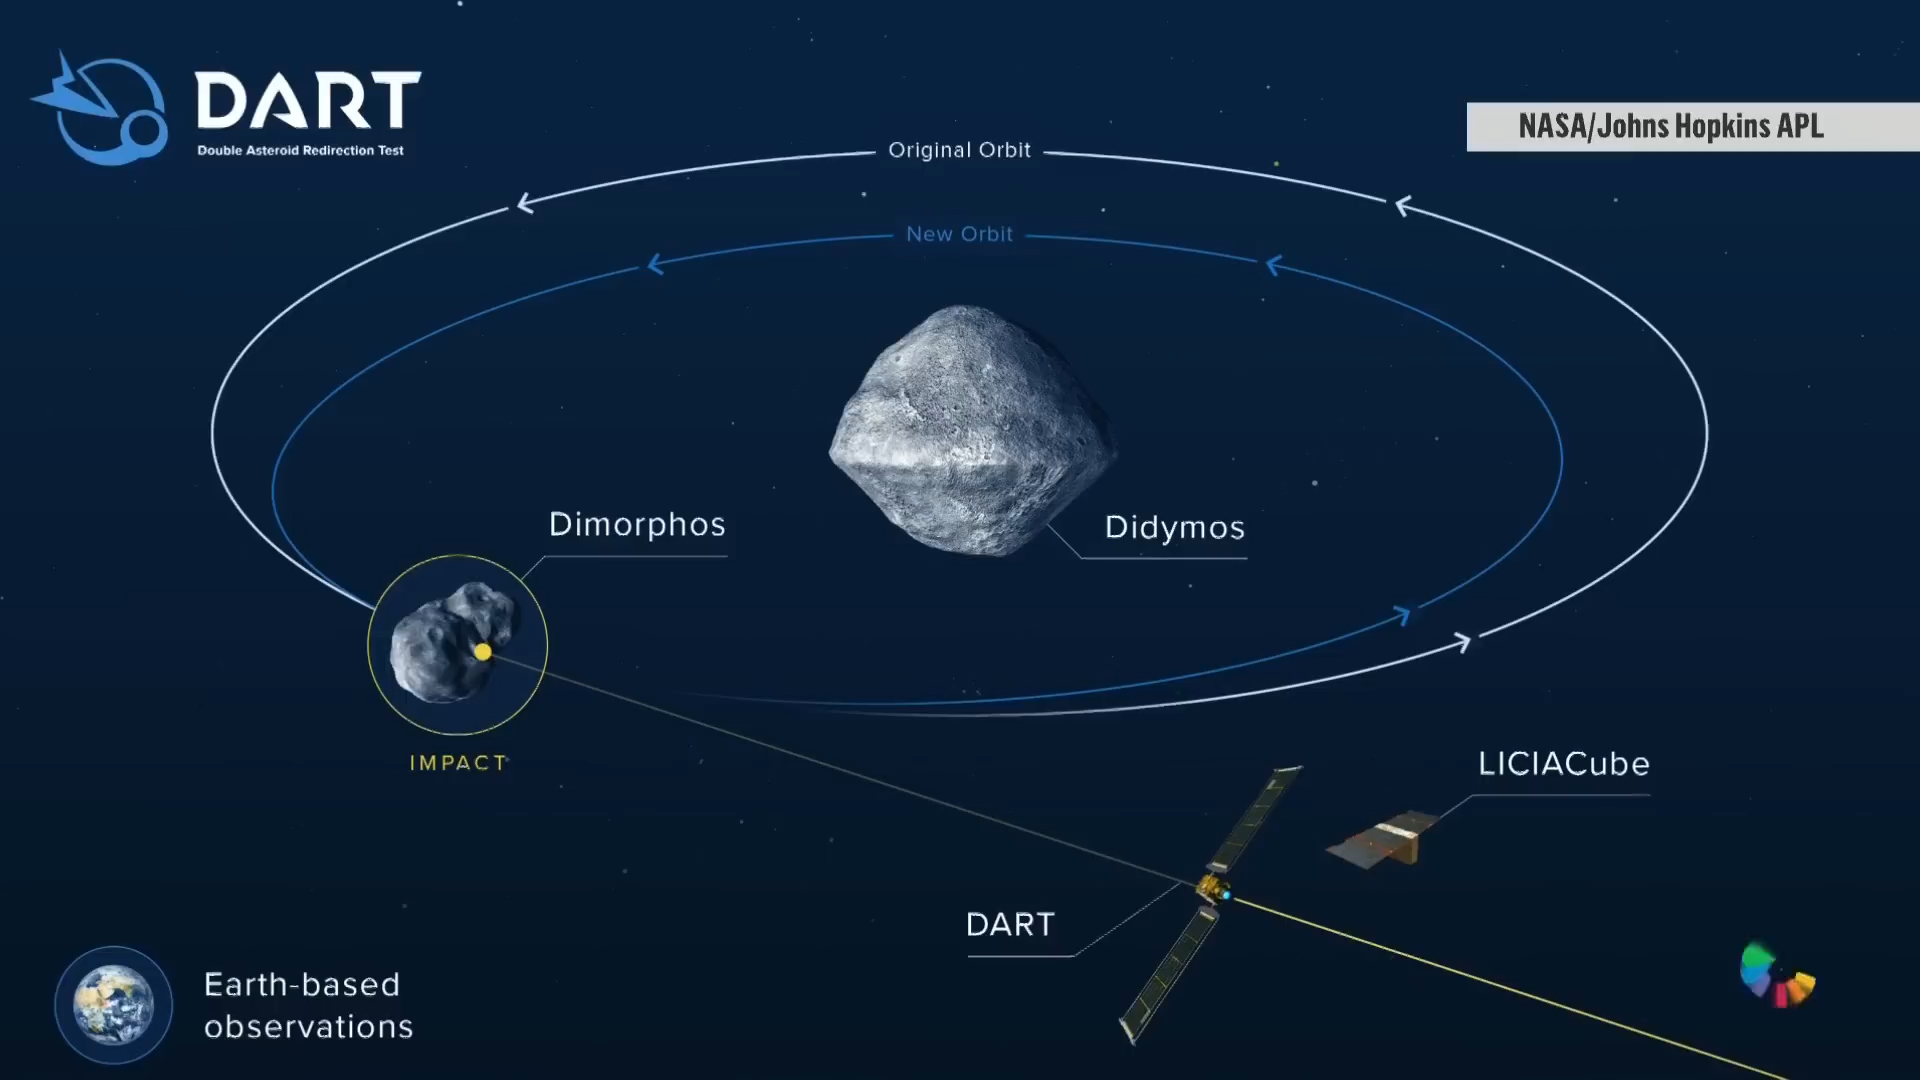 DART
Double Asteroid Redirection Test
NASA/Johns Hopkins APL
Original Orbit
New Orbit
Dimorphos
Didymos
IMPACT
LICIACube
DART
Earth-based
observations